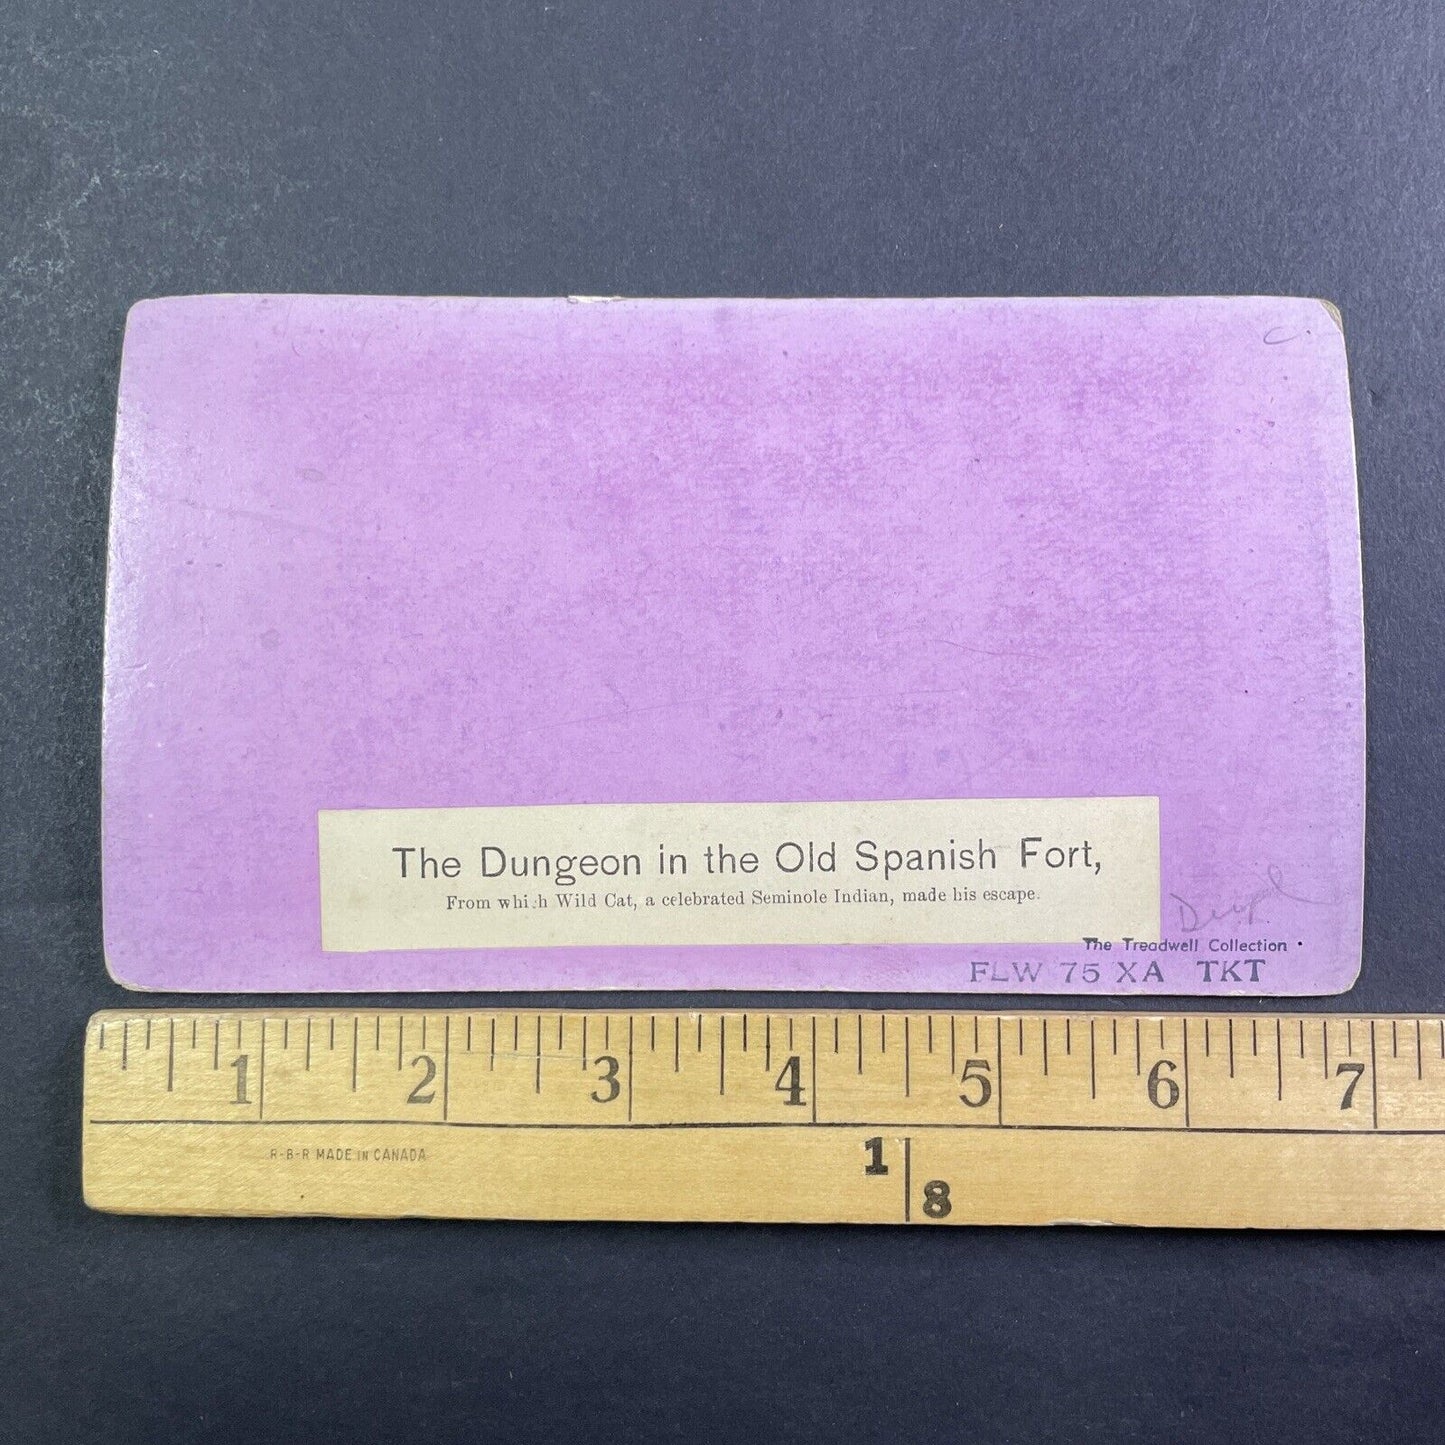 The Dungeon in the Old Spanish Fort,
From which Wild Cat, a celebrated Seminole Indian, made his escape.
The Treadwell Collection
FLW 75 XA TKT
1 2 3 4 5 6 7
R-B-R MADE IN CANADA
1 8